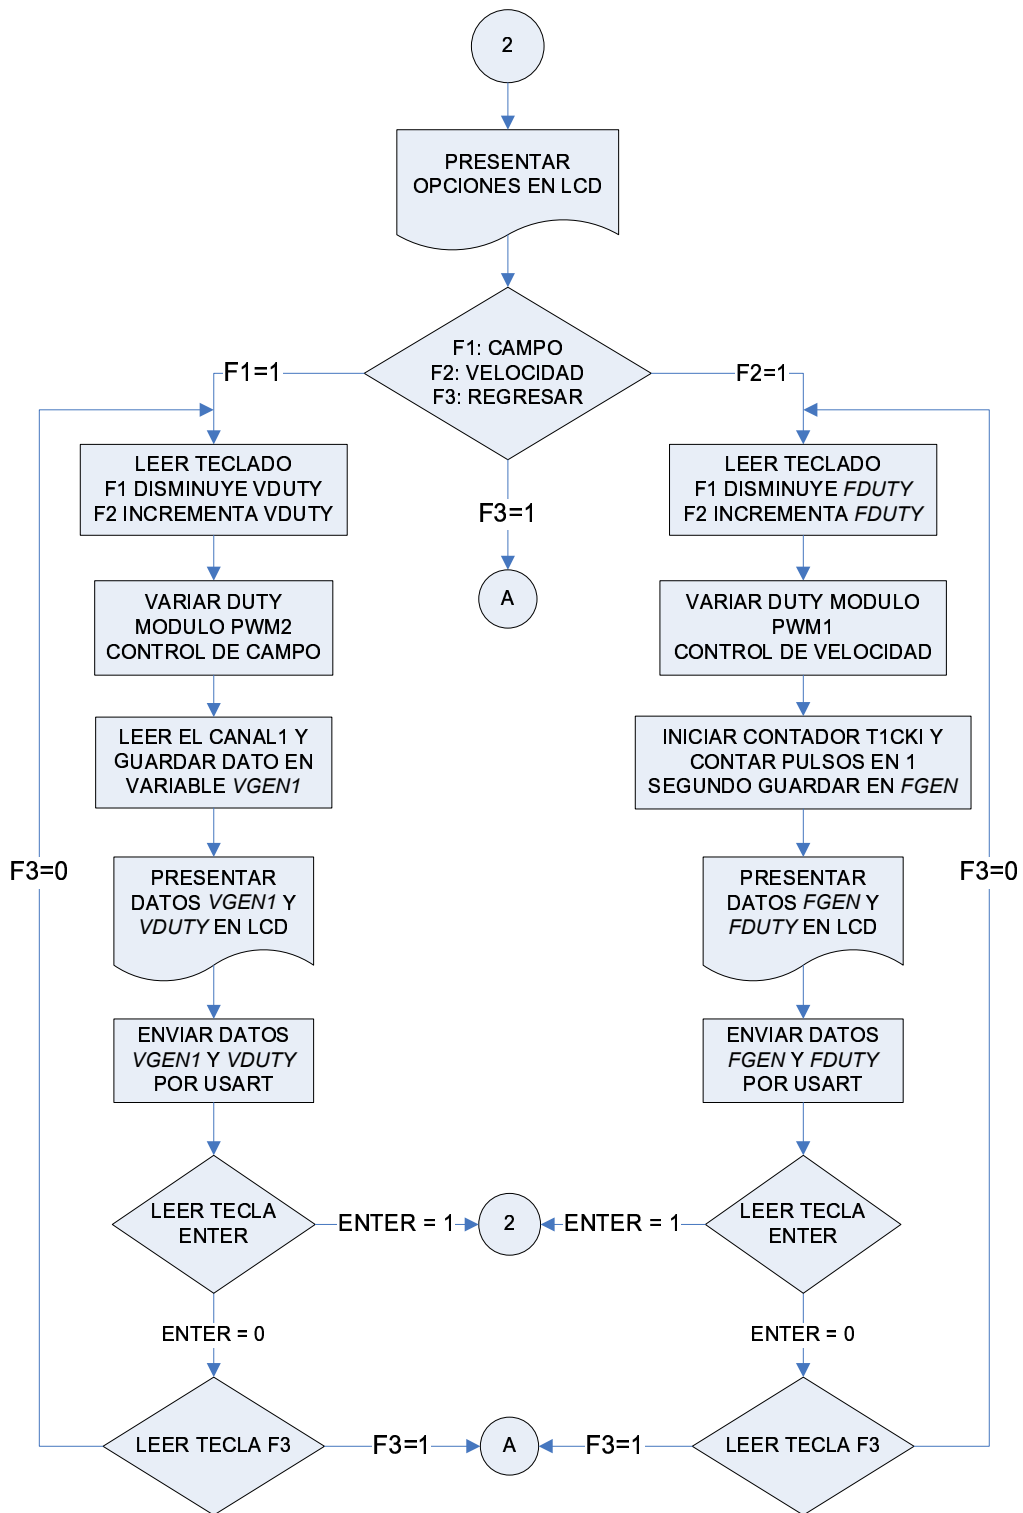 2
PRESENTAR
OPCIONES EN LCD
F1: CAMPO
F2: VELOCIDAD
F3: REGRESAR
F1=1
F2=1
F3=1
A
LEER TECLADO
F1 DISMINUYE VDUTY
F2 INCREMENTA VDUTY
VARIAR DUTY
MODULO PWM2
CONTROL DE CAMPO
LEER EL CANAL1 Y
GUARDAR DATO EN
VARIABLE VGEN1
F3=0
PRESENTAR
DATOS VGEN1 Y
VDUTY EN LCD
ENVIAR DATOS
VGEN1 Y VDUTY
POR USART
LEER TECLA
ENTER
ENTER = 1
2
ENTER = 0
LEER TECLA F3
F3=1
A
LEER TECLADO
F1 DISMINUYE FDUTY
F2 INCREMENTA FDUTY
VARIAR DUTY MODULO
PWM1
CONTROL DE VELOCIDAD
INICIAR CONTADOR T1CKI Y
CONTAR PULSOS EN 1
SEGUNDO GUARDAR EN FGEN
F3=0
PRESENTAR
DATOS FGEN Y
FDUTY EN LCD
ENVIAR DATOS
FGEN Y FDUTY
POR USART
ENTER = 1
LEER TECLA
ENTER
ENTER = 0
F3=1
LEER TECLA F3